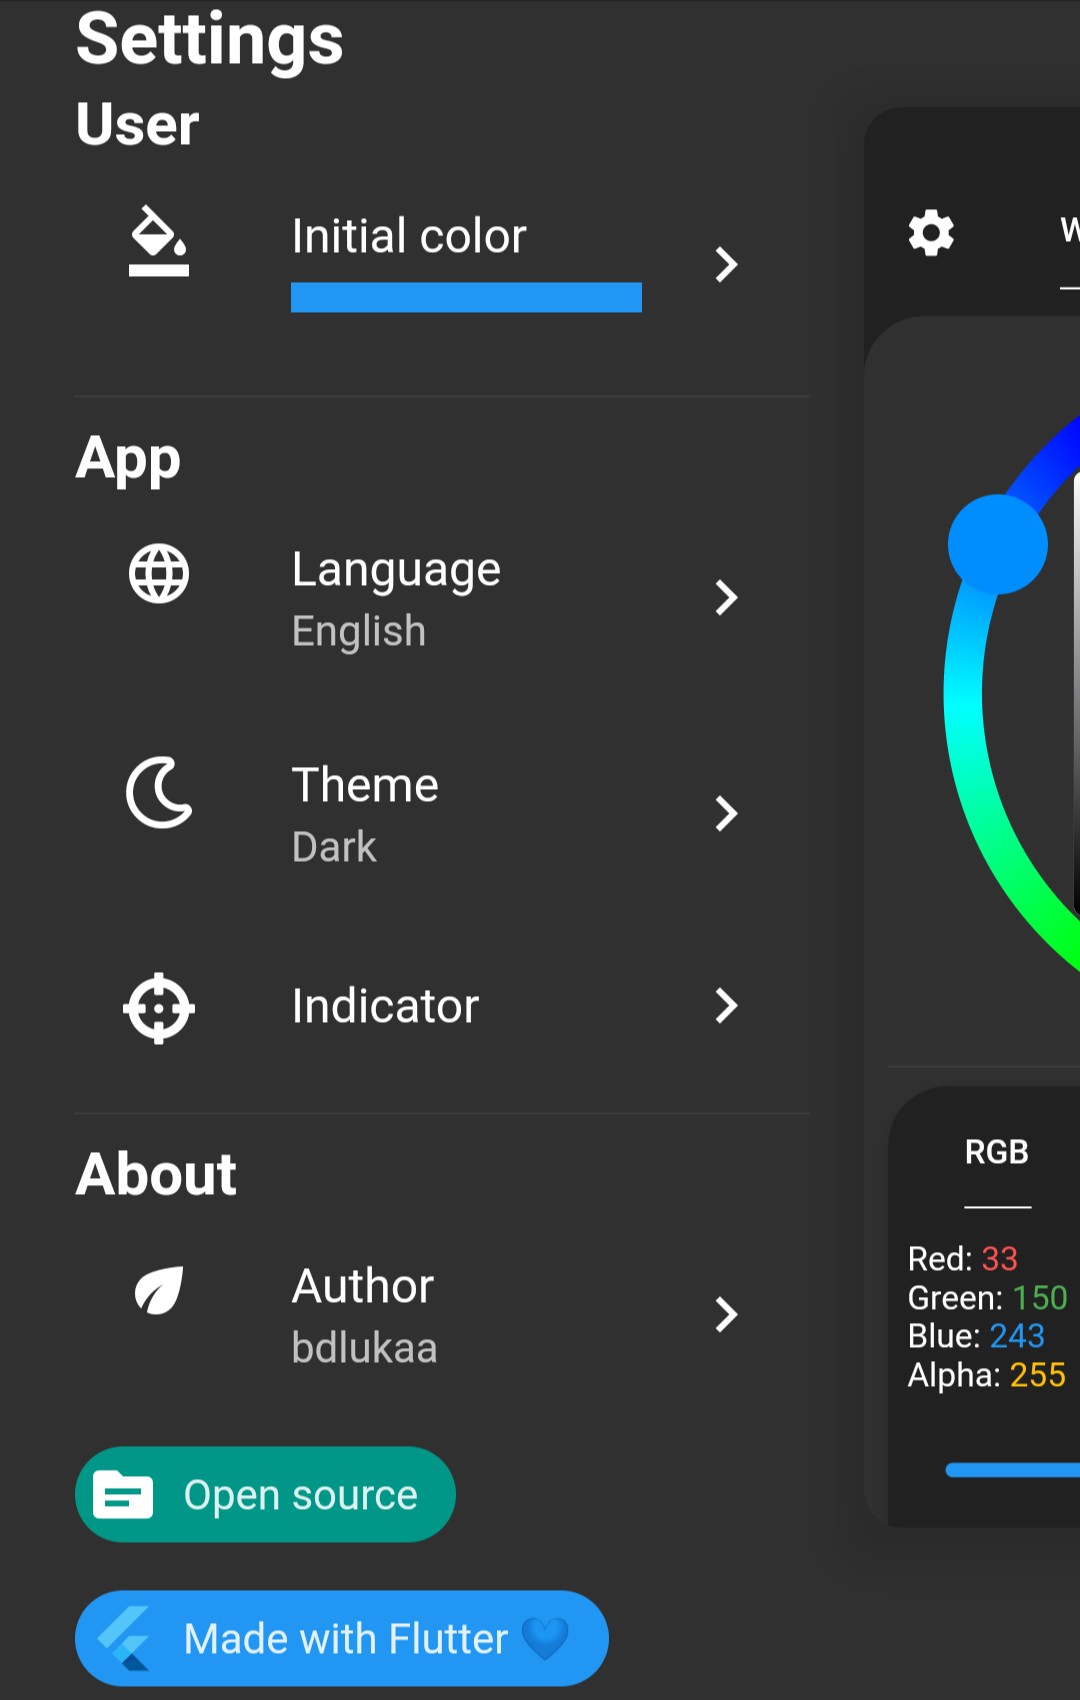 Settings
User
Initial color
App
Language
English
Theme
Dark
Indicator
About
Author
bdlukaa
Open source
Made with Flutter 💙
W
RGB
Red: 33
Green: 150
Blue: 243
Alpha: 255